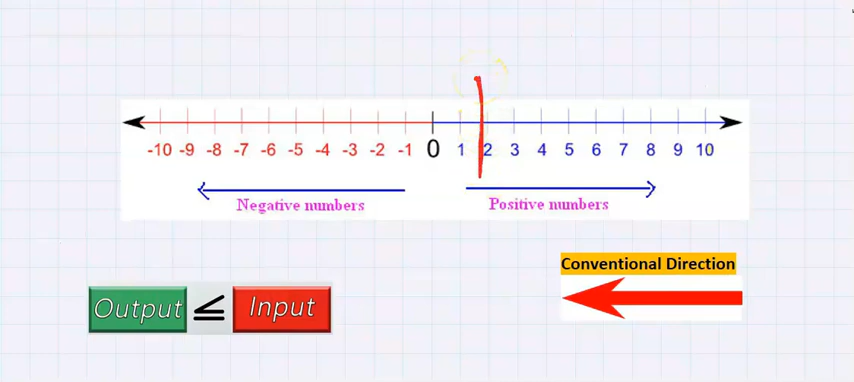 -10 -9 -8 -7 -6 -5 -4 -3 -2 -1 0 1 2 3 4 5 6 7 8 9 10
Negative numbers Positive numbers
Conventional Direction
Output ≤ Input